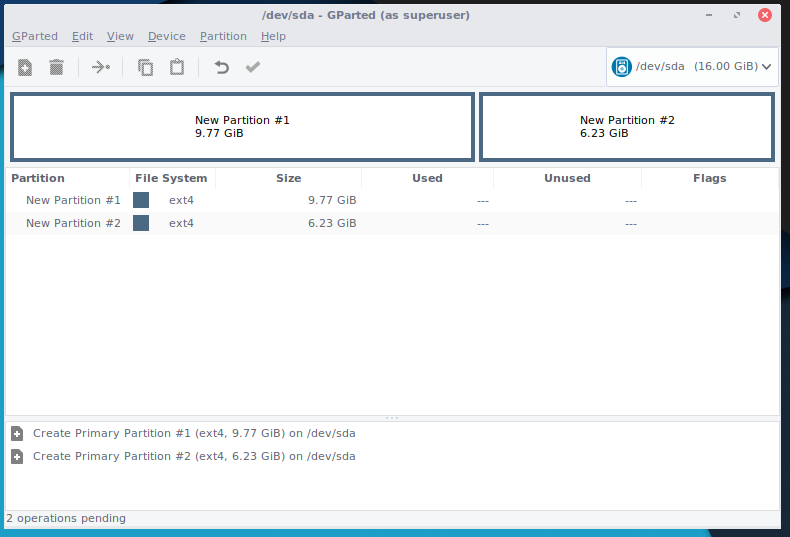 /dev/sda - GParted (as superuser)
GParted Edit View Device Partition Help
/dev/sda (16.00 GiB)
New Partition #1
9.77 GiB
New Partition #2
6.23 GiB
Partition File System Size Used Unused Flags
New Partition #1 ext4 9.77 GiB --- ---
New Partition #2 ext4 6.23 GiB --- ---
Create Primary Partition #1 (ext4, 9.77 GiB) on /dev/sda
Create Primary Partition #2 (ext4, 6.23 GiB) on /dev/sda
2 operations pending